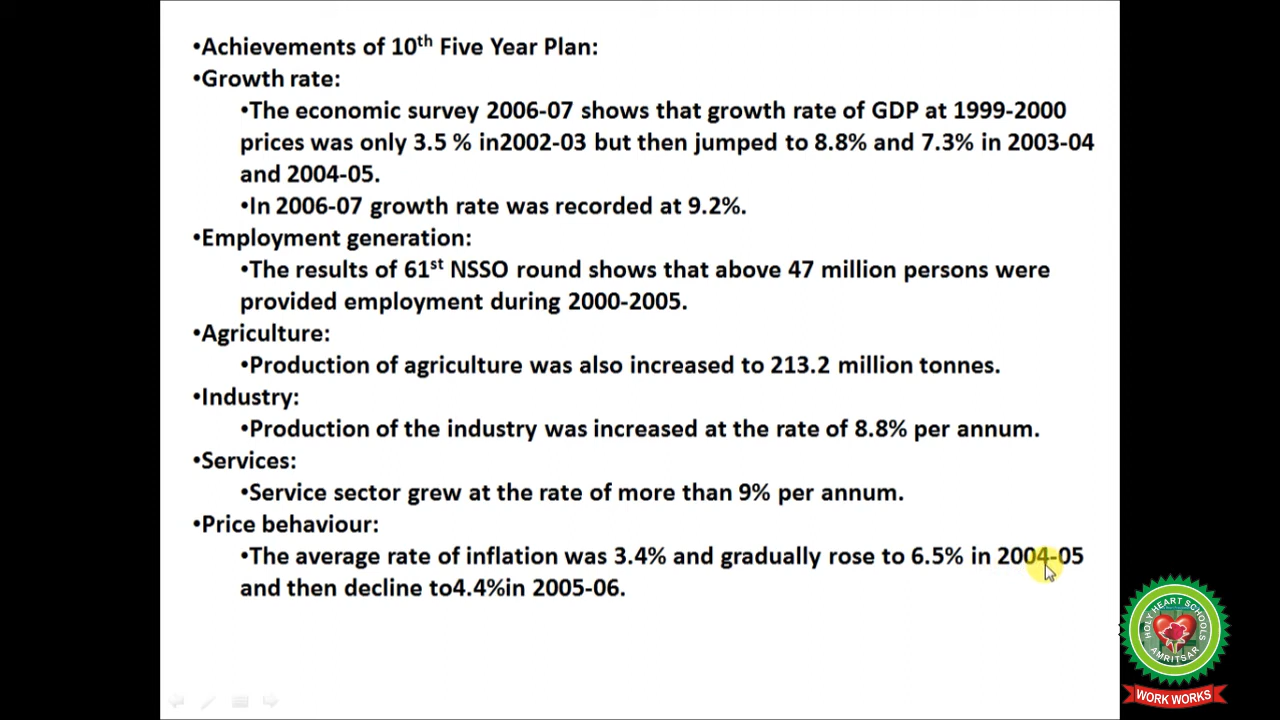 •Achievements of 10th Five Year Plan:
•Growth rate:
•The economic survey 2006-07 shows that growth rate of GDP at 1999-2000
prices was only 3.5 % in2002-03 but then jumped to 8.8% and 7.3% in 2003-04
and 2004-05.
•In 2006-07 growth rate was recorded at 9.2%.
•Employment generation:
•The results of 61st NSSO round shows that above 47 million persons were
provided employment during 2000-2005.
•Agriculture:
•Production of agriculture was also increased to 213.2 million tonnes.
•Industry:
•Production of the industry was increased at the rate of 8.8% per annum.
•Services:
•Service sector grew at the rate of more than 9% per annum.
•Price behaviour:
•The average rate of inflation was 3.4% and gradually rose to 6.5% in 2004-05
and then decline to4.4%in 2005-06.
HOLY HEART SCHOOLS
AMRITSAR
WORK WORKS